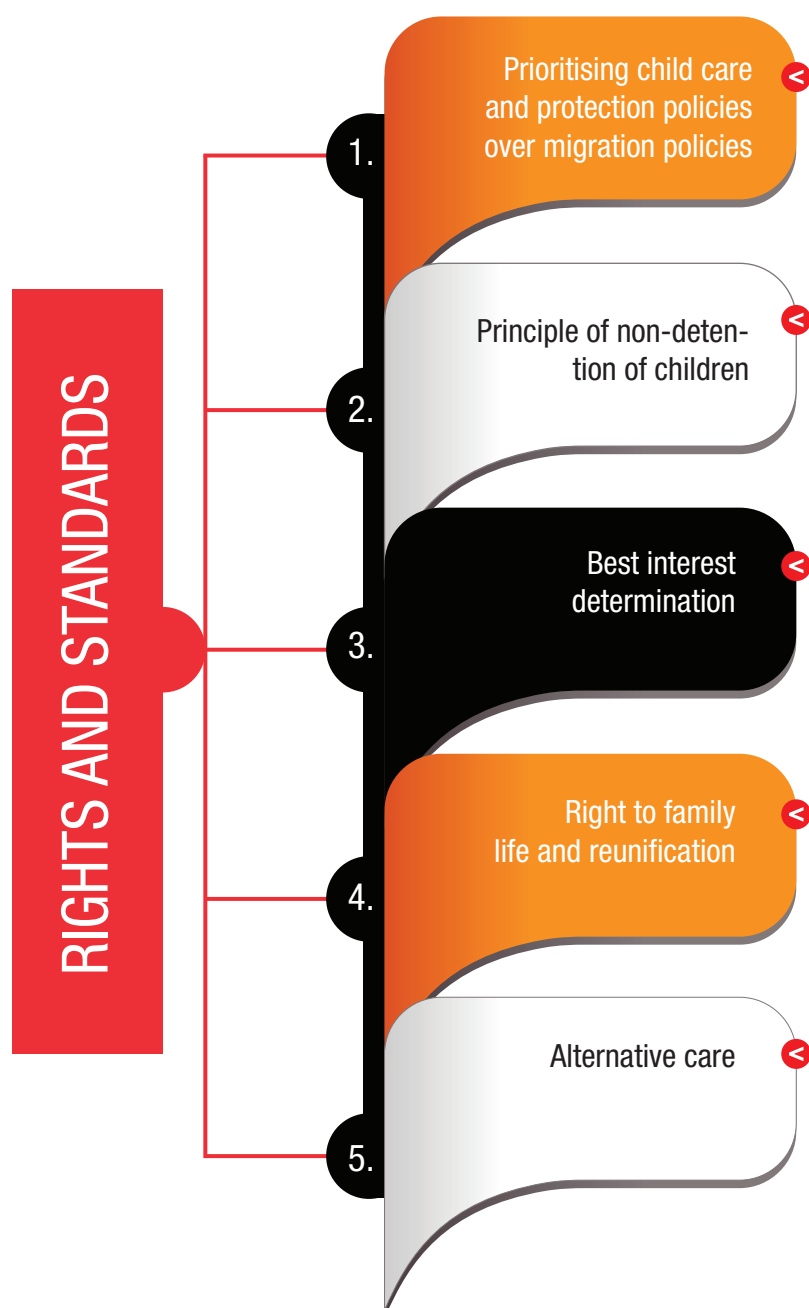 RIGHTS AND STANDARDS
1.
Prioritising child care
and protection policies
over migration policies
<
2.
Principle of non-deten-
tion of children
<
3.
Best interest
determination
<
4.
Right to family
life and reunification
<
5.
Alternative care
<